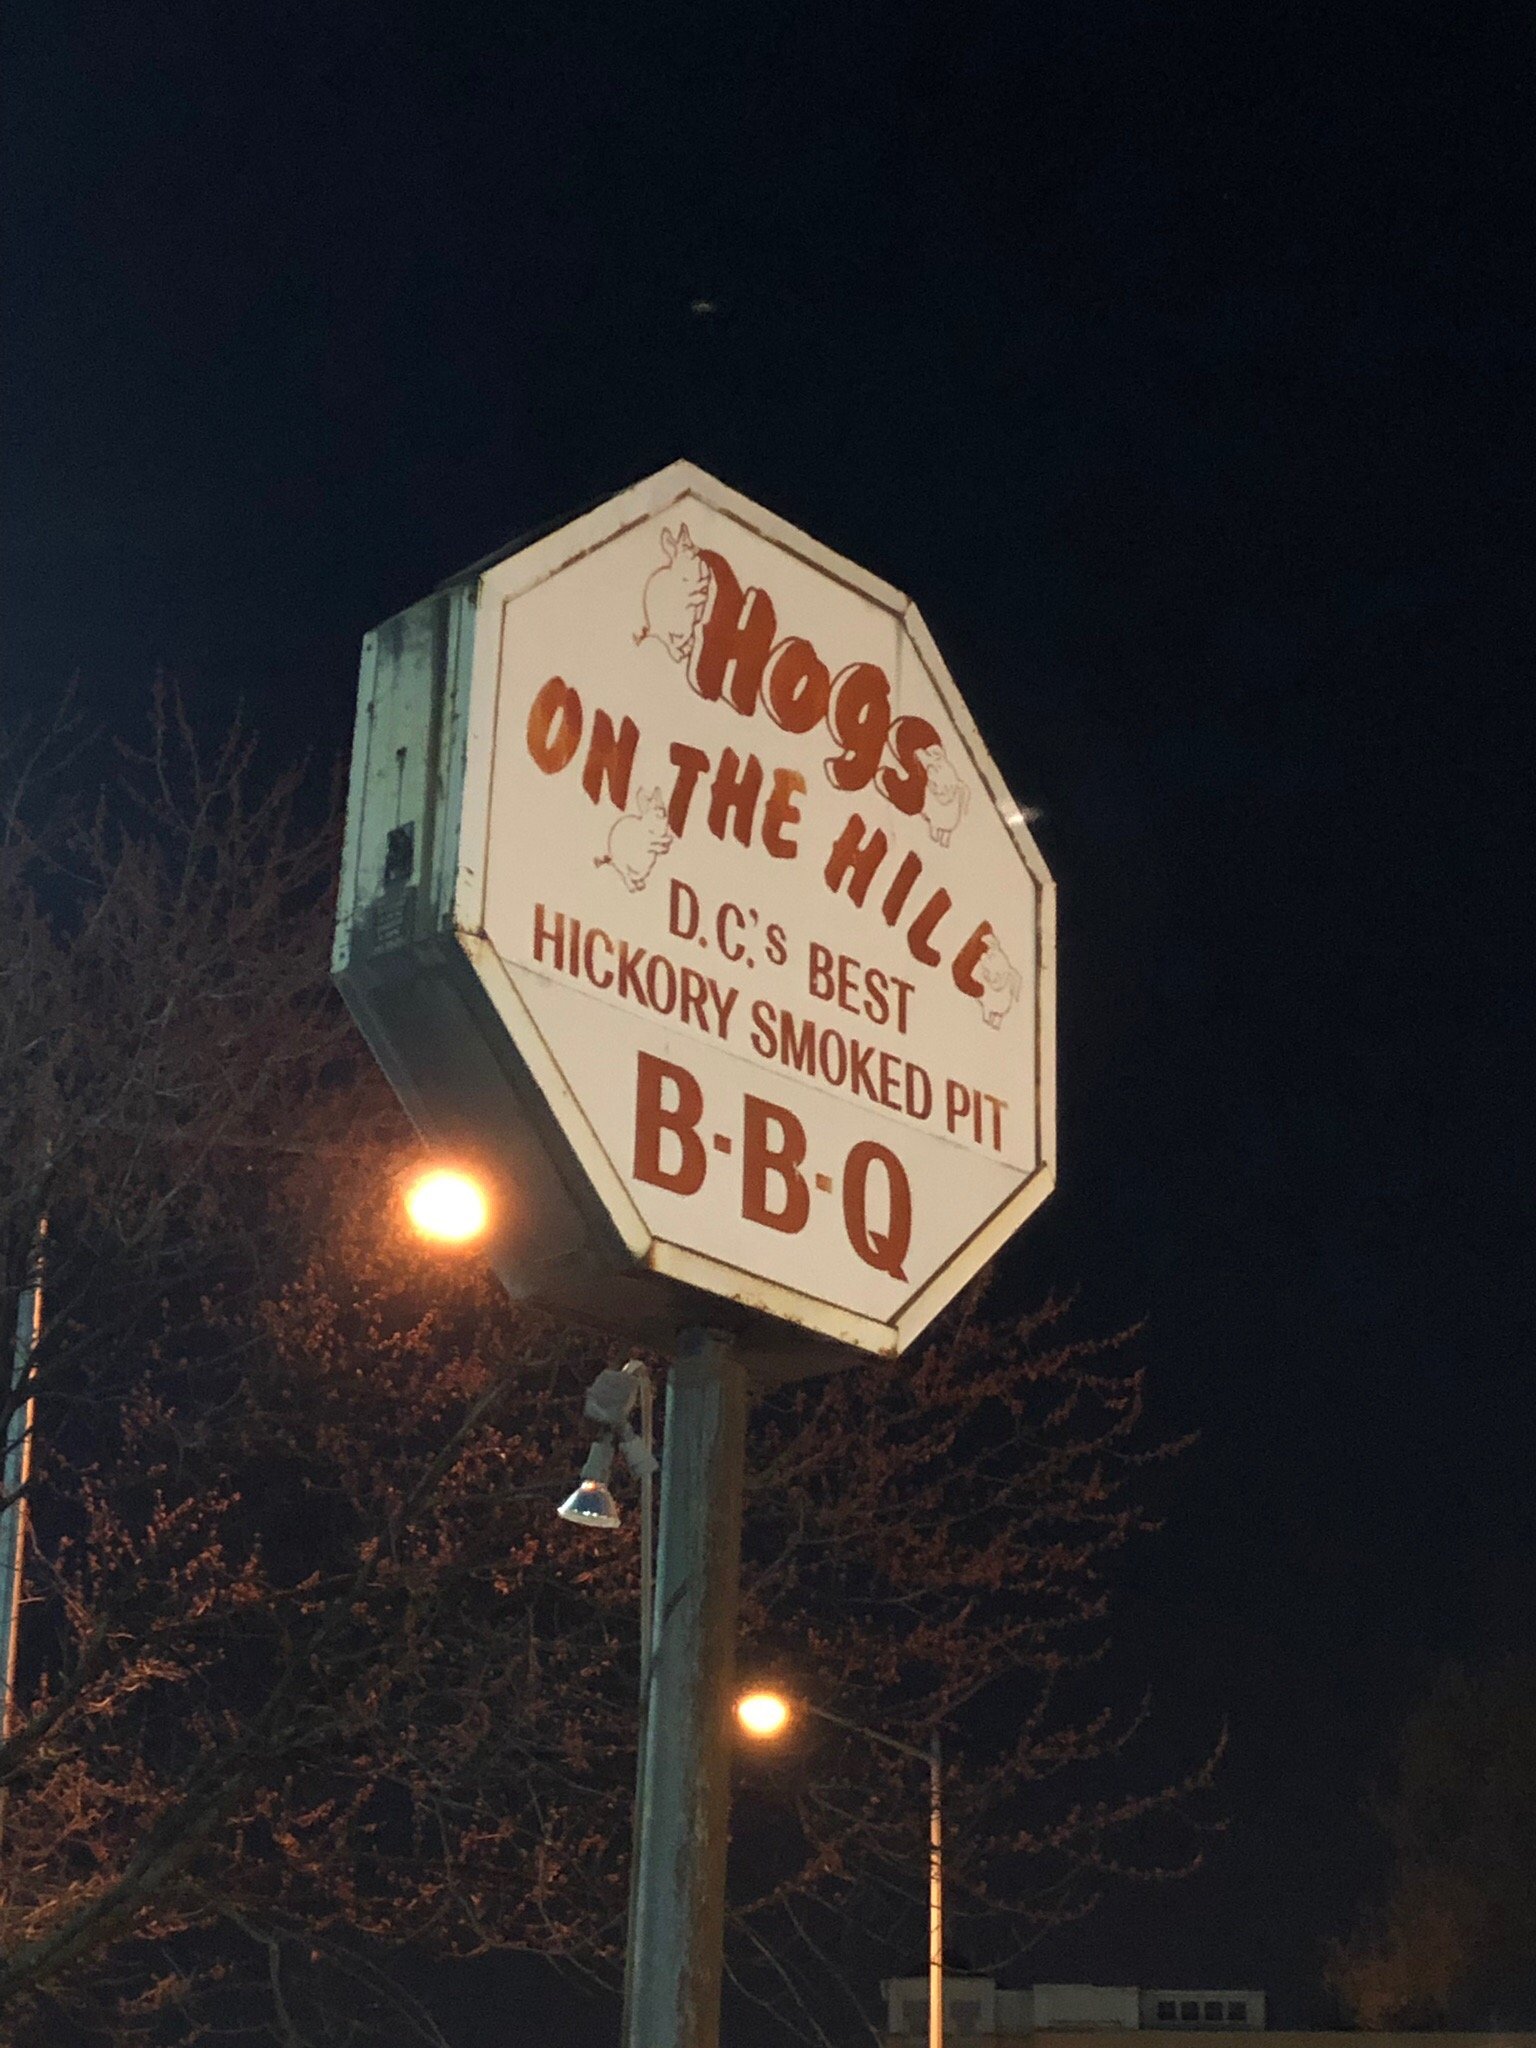 Hogs
ON THE HILL
D.C.'s BEST
HICKORY SMOKED PIT
B-B-Q